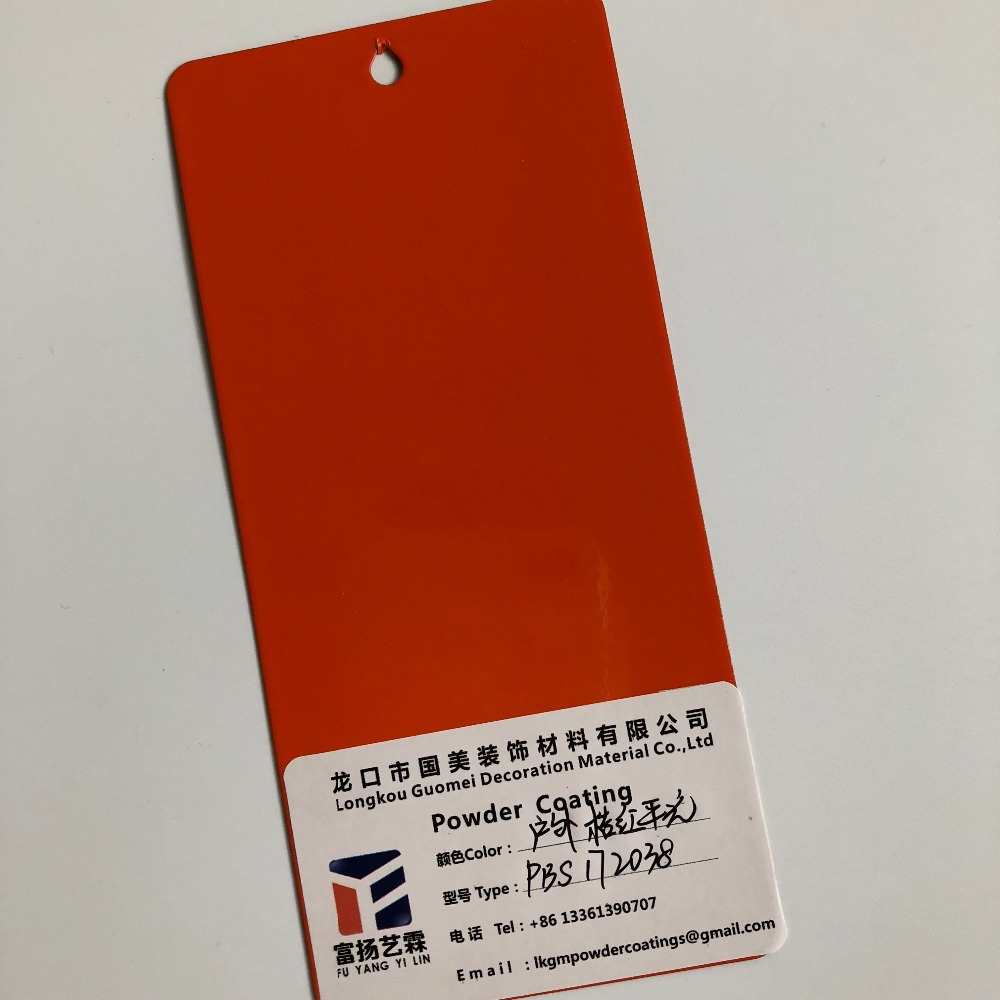 龙口市国美装饰材料有限公司
Longkou Guomei Decoration Material Co.,Ltd
Powder Coating
颜色Color： 户外 桔红平光
型号 Type： PBS172038
电 话 Tel：+86 13361390707
Email ：lkgmpowdercoatings@gmail.com
富扬艺霖
FU YANG YI LIN